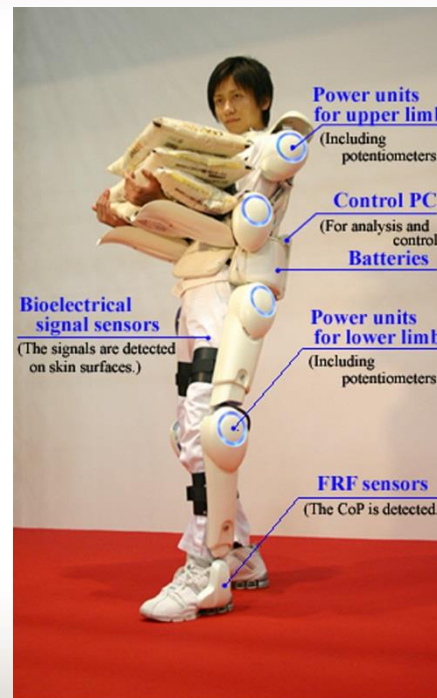 Power units
for upper limb
(Including
potentiometers
Control PC
(For analysis and
control
Batteries
Bioelectrical
signal sensors
(The signals are detected
on skin surfaces.)
Power units
for lower limb
(Including
potentiometers
FRF sensors
(The CoP is detected.